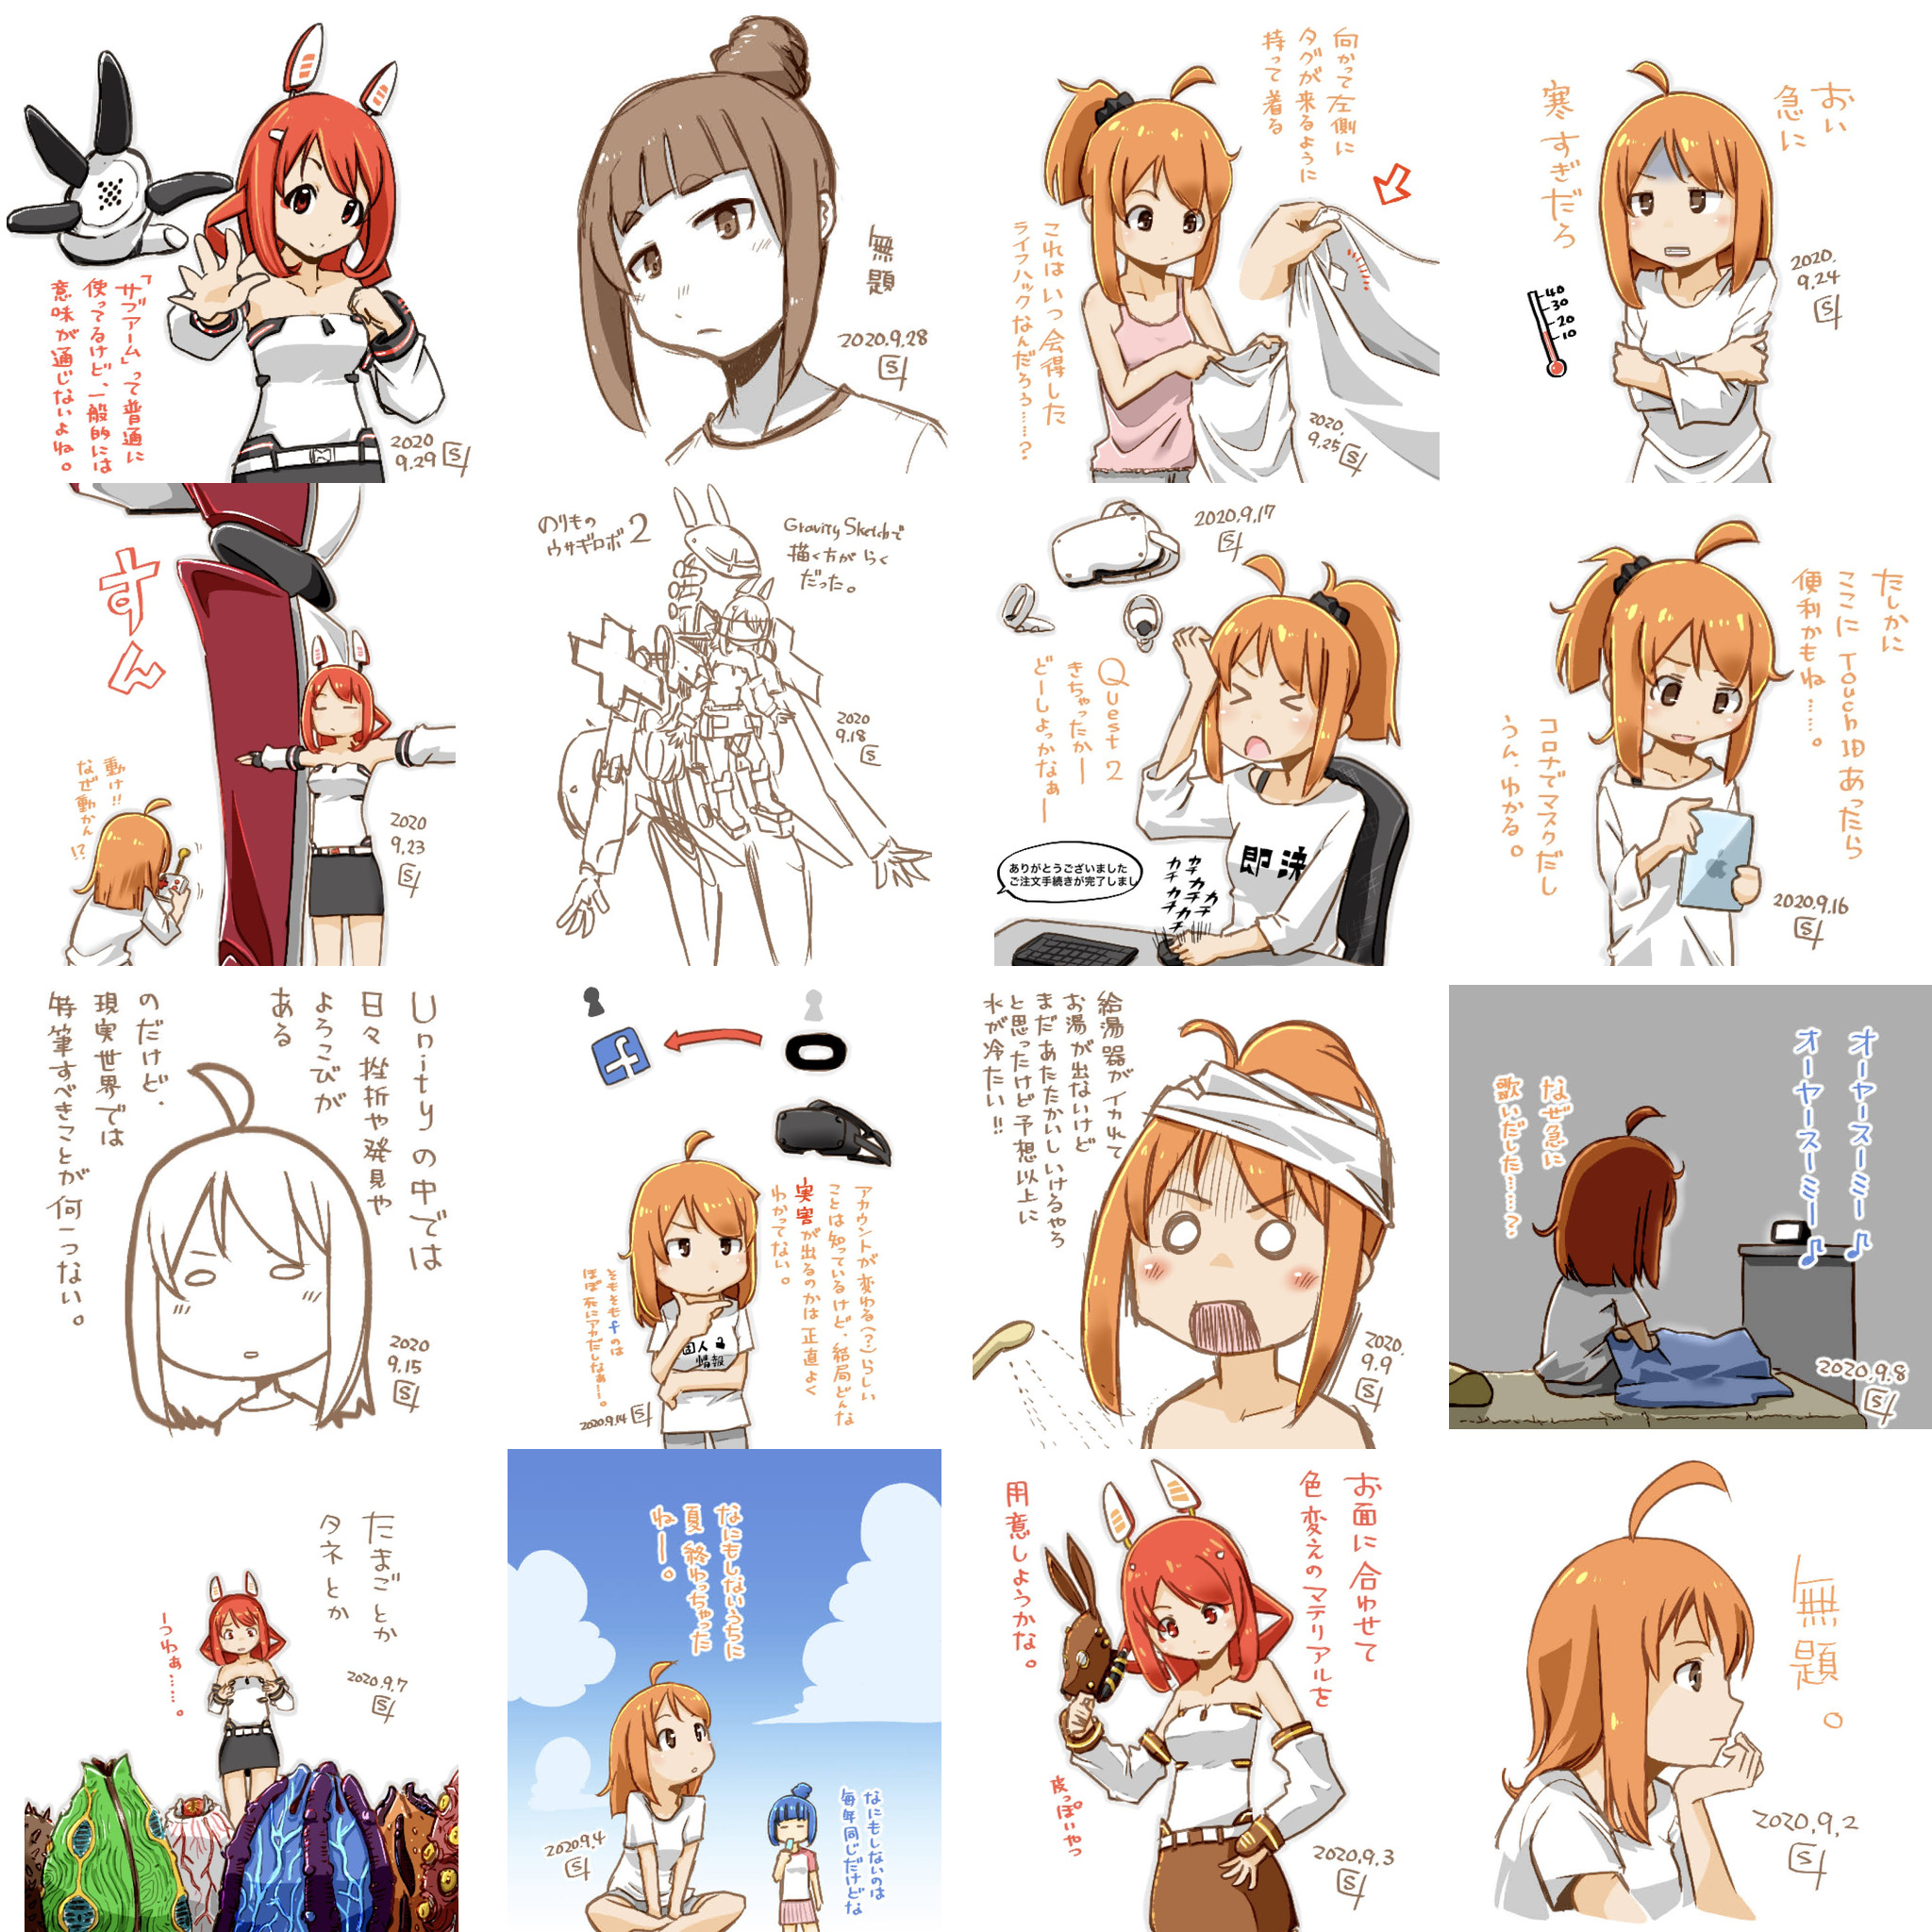 「サブアーム」って普通に
使ってるけど、一般的には
意味が通じないよね。
2020
9.29
S
無題
2020.9.28
S
向かって左側に
タグが来るように
持って着る
これはいつ会得した
ライフハックなんだろう……?
2020.
9.25
S
おい
急に
寒すぎだろ
40
30
20
10
2020.
9.24
S
すん
動け!!
なぜ動かん
!?
2020
9.23
S
のりもの
ウサギロボ2
Gravity Sketchで
描く方がらく
だった。
2020
9.18
S
2020.9.17
S
Quest 2
きちゃったかー
どーしよっかなぁー
即決
ありがとうございました
ご注文手続きが完了しまし
カチカチ
カチカチカチ
カチ
たしかに
ここに Touch IDあったら
便利かもね……。
コロナでマスクだし
うん、わかる。
2020.9.16
S
Unityの中では
日々挫折や発見や
よろこびが
ある
のだけど、
現実世界では
特筆すべきことが何一つない。
2020
9.15
S
f
アカウントが変わる(?)らしい
ことは知っているけど、結局どんな
実害が出るのかは正直よく
わかってない。
そもそもfのは
ほぼ死にアカだしなぁ…。
個人
情報
2020.9.14
S
給湯器がイカれて
お湯が出ないけど
まだあたたかいしいけるやろ
と思ったけど予想以上に
水が冷たい!!
2020.
9.9
S
オーヤースーミー♪
オーヤースーミー♪
なぜ急に
歌いだした……?
2020.9.8
S
たまごとか
タネとか
ーうわぁ……。
2020.9.7
S
なにもしないうちに
夏終わっちゃった
ねー。
なにもしないのは
毎年同じだけどな
2020.9.4
S
お面に合わせて
色変えのマテリアルを
用意しようかな。
皮っぽいやつ
2020.9.3
S
無題。
2020.9.2
S